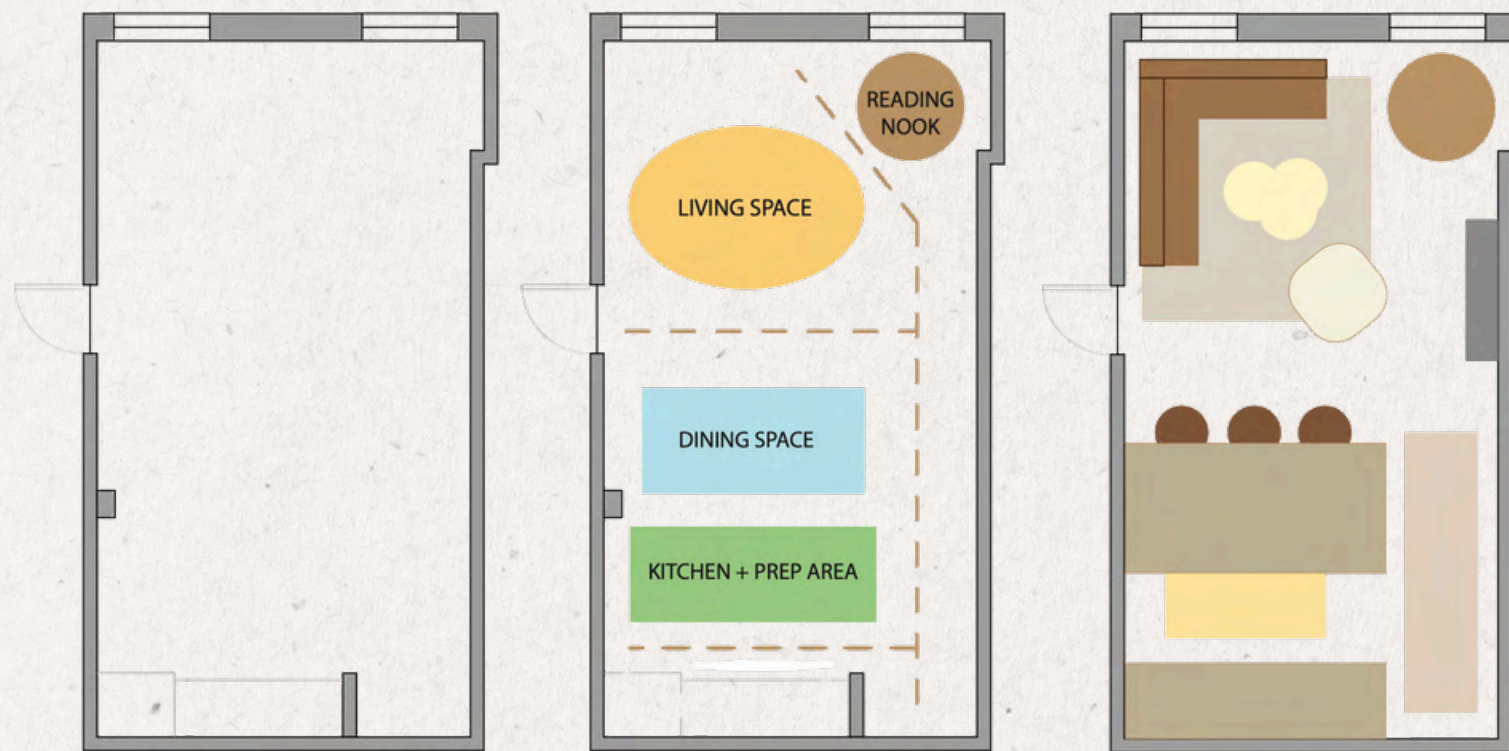 READING
NOOK
LIVING SPACE
DINING SPACE
KITCHEN + PREP AREA